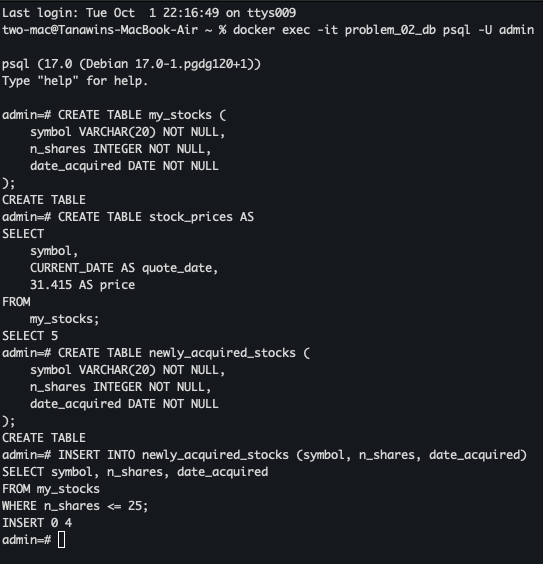 Last login: Tue Oct  1 22:16:49 on ttys009
two-mac@Tanawins-MacBook-Air ~ % docker exec -it problem_02_db psql -U admin
psql (17.0 (Debian 17.0-1.pgdg120+1))
Type "help" for help.
admin=# CREATE TABLE my_stocks (
    symbol VARCHAR(20) NOT NULL,
    n_shares INTEGER NOT NULL,
    date_acquired DATE NOT NULL
);
CREATE TABLE
admin=# CREATE TABLE stock_prices AS
SELECT
    symbol,
    CURRENT_DATE AS quote_date,
    31.415 AS price
FROM
    my_stocks;
SELECT 5
admin=# CREATE TABLE newly_acquired_stocks (
    symbol VARCHAR(20) NOT NULL,
    n_shares INTEGER NOT NULL,
    date_acquired DATE NOT NULL
);
CREATE TABLE
admin=# INSERT INTO newly_acquired_stocks (symbol, n_shares, date_acquired)
SELECT symbol, n_shares, date_acquired
FROM my_stocks
WHERE n_shares <= 25;
INSERT 0 4
admin=#